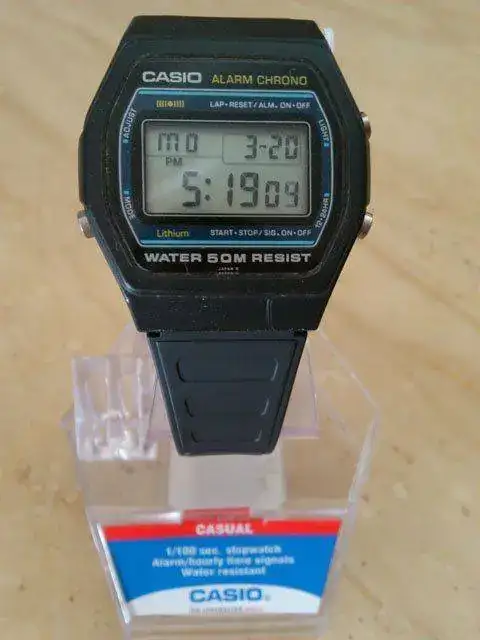 CASIO ALARM CHRONO
LAP•RESET/ALM. ON•OFF
ADJUST
LIGHT
MO 3-20
PM
5:19 09
MODE
12·24HR
Lithium START•STOP/SIG. ON•OFF
WATER 50M RESIST
CASUAL
1/100 sec. stopwatch
Alarm/hourly time signals
Water resistant
CASIO